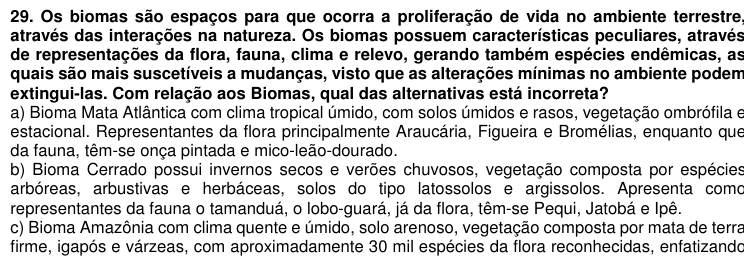 29. Os biomas são espaços para que ocorra a proliferação de vida no ambiente terrestre,
através das interações na natureza. Os biomas possuem características peculiares, através
de representações da flora, fauna, clima e relevo, gerando também espécies endêmicas, as
quais são mais suscetíveis a mudanças, visto que as alterações mínimas no ambiente podem
extingui-las. Com relação aos Biomas, qual das alternativas está incorreta?
a) Bioma Mata Atlântica com clima tropical úmido, com solos úmidos e rasos, vegetação ombrófila e
estacional. Representantes da flora principalmente Araucária, Figueira e Bromélias, enquanto que
da fauna, têm-se onça pintada e mico-leão-dourado.
b) Bioma Cerrado possui invernos secos e verões chuvosos, vegetação composta por espécies
arbóreas, arbustivas e herbáceas, solos do tipo latossolos e argissolos. Apresenta como
representantes da fauna o tamanduá, o lobo-guará, já da flora, têm-se Pequi, Jatobá e Ipê.
c) Bioma Amazônia com clima quente e úmido, solo arenoso, vegetação composta por mata de terra
firme, igapós e várzeas, com aproximadamente 30 mil espécies da flora reconhecidas, enfatizando